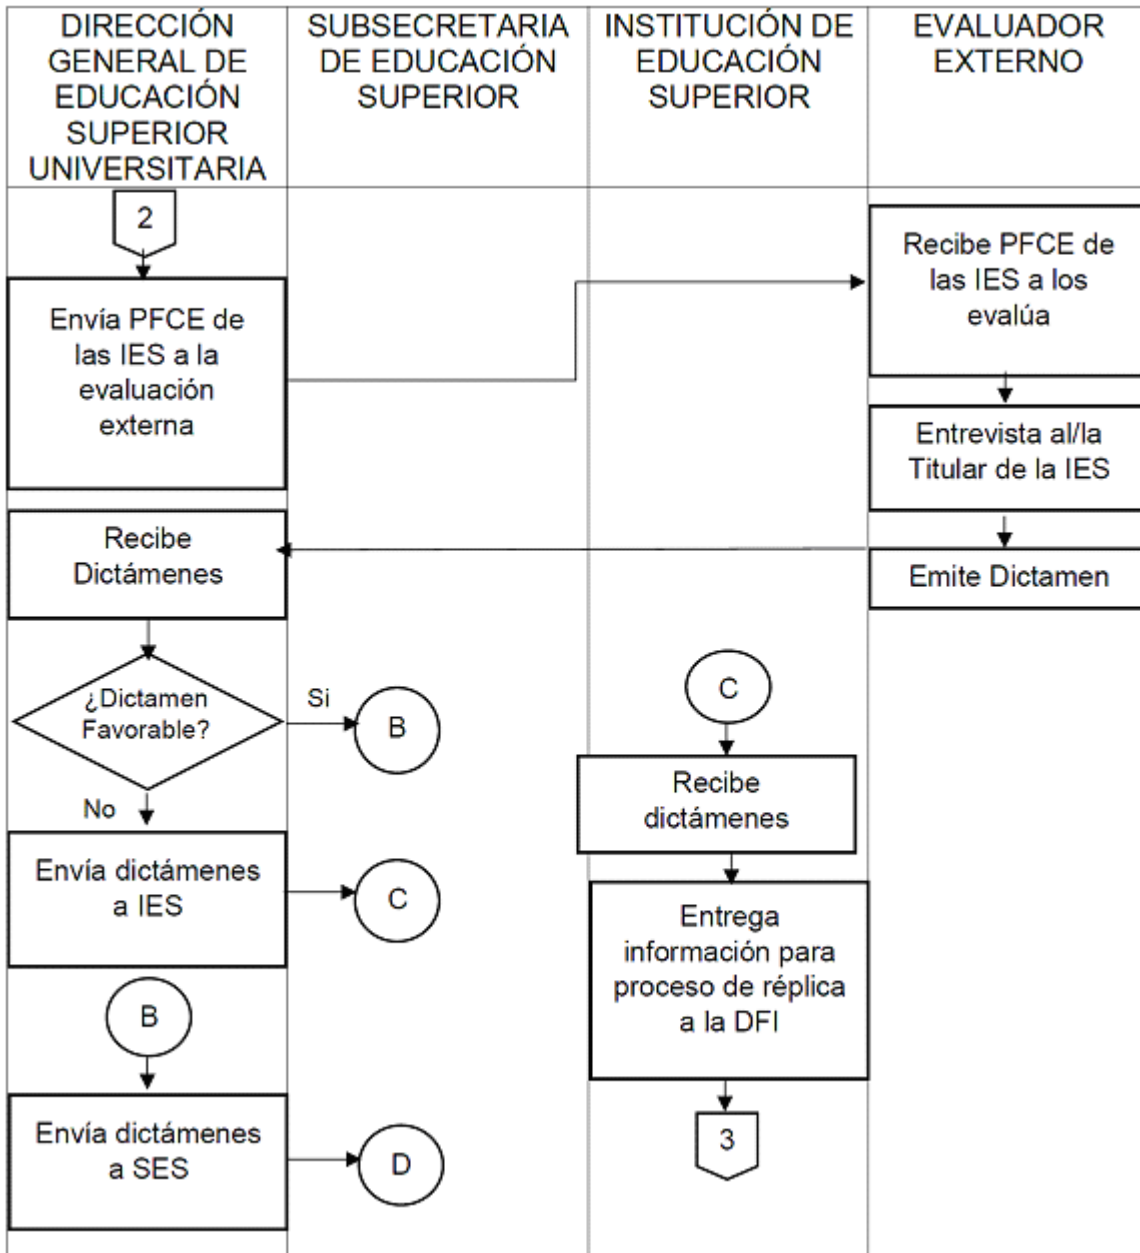 DIRECCIÓN
GENERAL DE
EDUCACIÓN
SUPERIOR
UNIVERSITARIA
SUBSECRETARIA
DE EDUCACIÓN
SUPERIOR
INSTITUCIÓN DE
EDUCACIÓN
SUPERIOR
EVALUADOR
EXTERNO
2
Envía PFCE de
las IES a la
evaluación
externa
Recibe PFCE de
las IES a los
evalúa
Entrevista al/la
Titular de la IES
Emite Dictamen
Recibe
Dictámenes
¿Dictamen
Favorable?
Si
B
No
Envía dictámenes
a IES
C
B
Envía dictámenes
a SES
D
C
Recibe
dictámenes
Entrega
información para
proceso de réplica
a la DFI
3